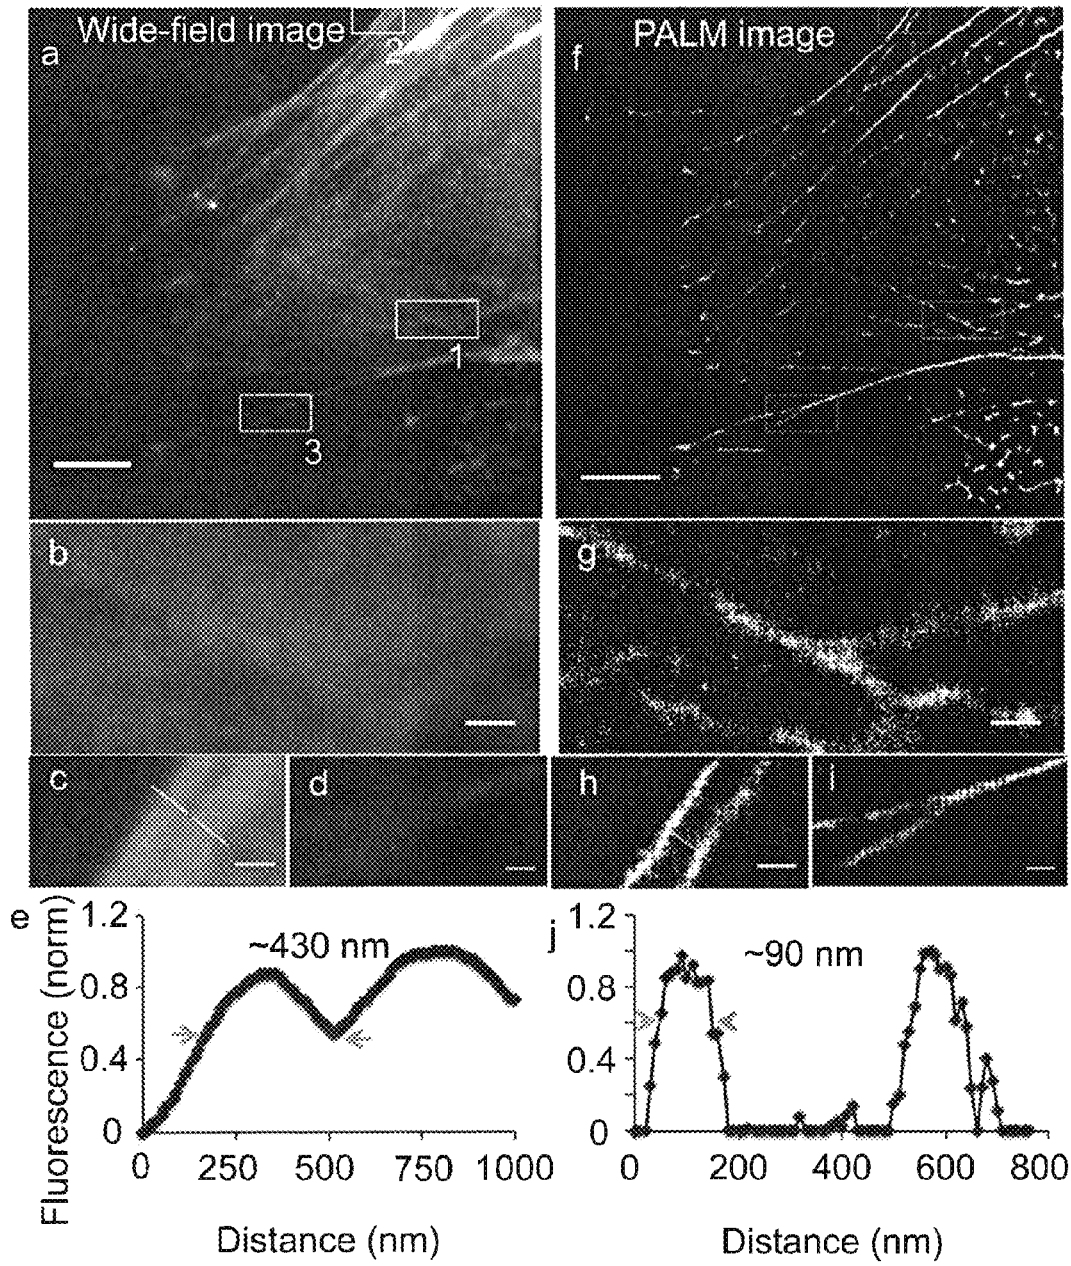 Wide-field image
a
2
1
3
PALM image
f
b
g
c
d
h
i
e
Fluorescence (norm)
1.2
0.8
0.4
0
~430 nm
0 250 500 750 1000
Distance (nm)
j
1.2
0.8
0.4
0
~90 nm
0 200 400 600 800
Distance (nm)